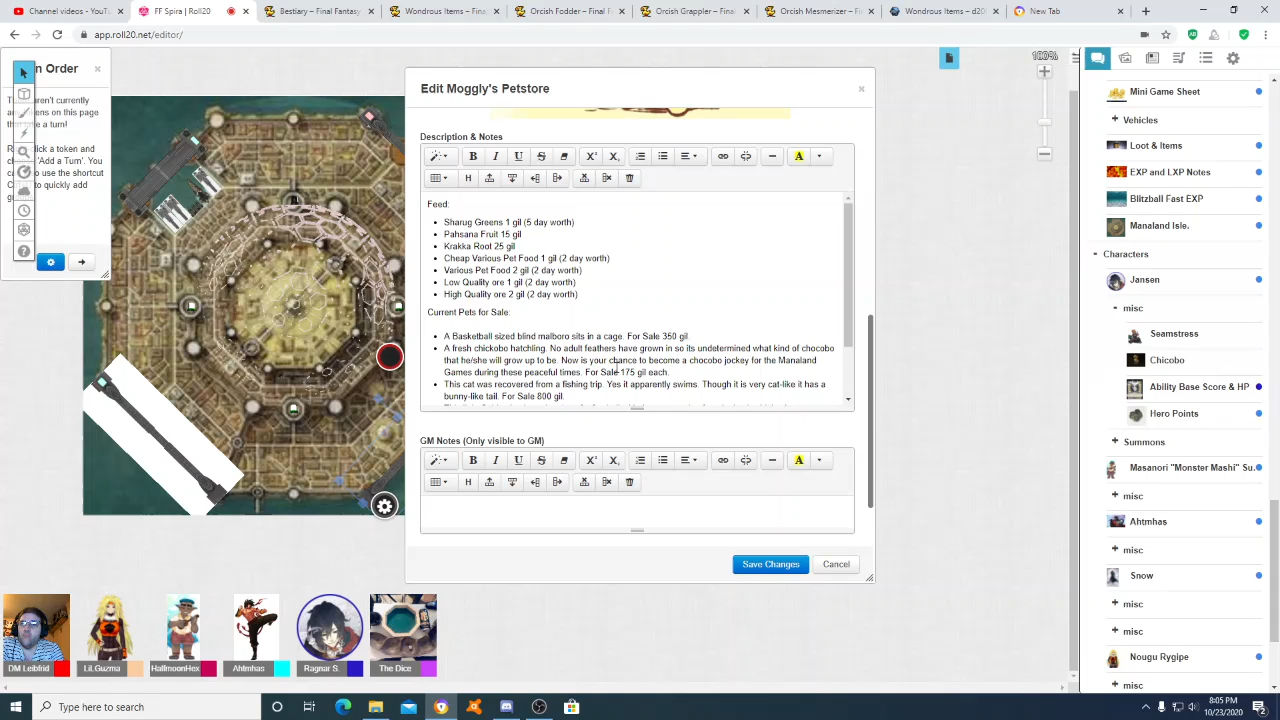 Channel videos - YouTu
FF Spira | Roll20
Bestiary – Final Fantasy
Wondrous Items – Fina
Orcish Fodder – Final F
Orcish Grappler – Final
Orcish Mesmerizer – Fi
Wondrous Items – d20
New Tab
app.roll20.net/editor/
n Order
Edit Moggly's Petstore
100%
Description & Notes
Feed:
Sharug Greens 1 gil (5 day worth)
Pahsana Fruit 15 gil
Krakka Root 25 gil
Cheap Various Pet Food 1 gil (2 day worth)
Various Pet Food 2 gil (2 day worth)
Low Quality ore 1 gil (2 day worth)
High Quality ore 2 gil (2 day worth)
Current Pets for Sale:
A Basketball sized blind malboro sits in a cage. For Sale 350 gil.
A fresh chickobo hatchling. No adult feathers have grown in so its undetermined what kind of chocobo
that he/she will grow up to be. Now is your chance to become a chocobo jockey for the Manaland
Games during these peaceful times. For Sale 175 gil each.
This cat was recovered from a fishing trip. Yes it apparently swims. Though it is very cat-like it has a
bunny-like tail. For Sale 800 gil.
GM Notes (Only visible to GM)
Save Changes
Cancel
Mini Game Sheet
Vehicles
Loot & Items
EXP and LXP Notes
Blitzball Fast EXP
Manaland Isle.
Characters
Jansen
misc
Seamstress
Chicobo
Ability Base Score & HP
Hero Points
Summons
Masanori "Monster Mashi" Su...
misc
Ahtmhas
misc
Snow
misc
misc
Nougu Rygipe
misc
DM Leibfrid
LiL.Guzma
HalfmoonHex
Ahlmhas
Ragnar S.
The Dice
Type here to search
8:05 PM
10/23/2020